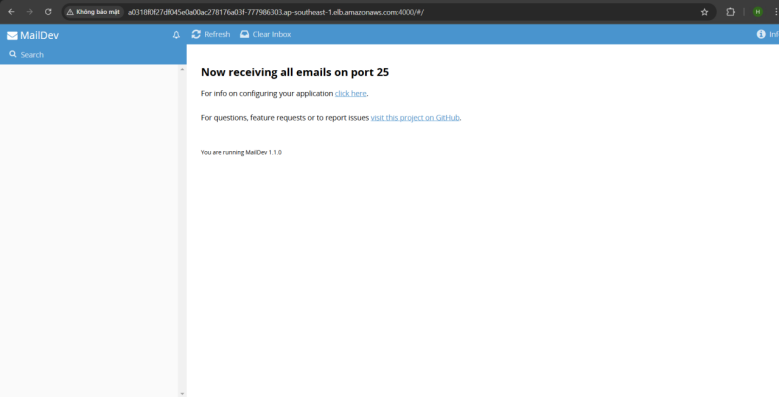 Không bảo mật
a0318f0f27df045e0a00ac278176a03f-777986303.ap-southeast-1.elb.amazonaws.com:4000/#/
H
MailDev
Refresh
Clear Inbox
Search
Now receiving all emails on port 25
For info on configuring your application click here.
For questions, feature requests or to report issues visit this project on GitHub.
You are running MailDev 1.1.0